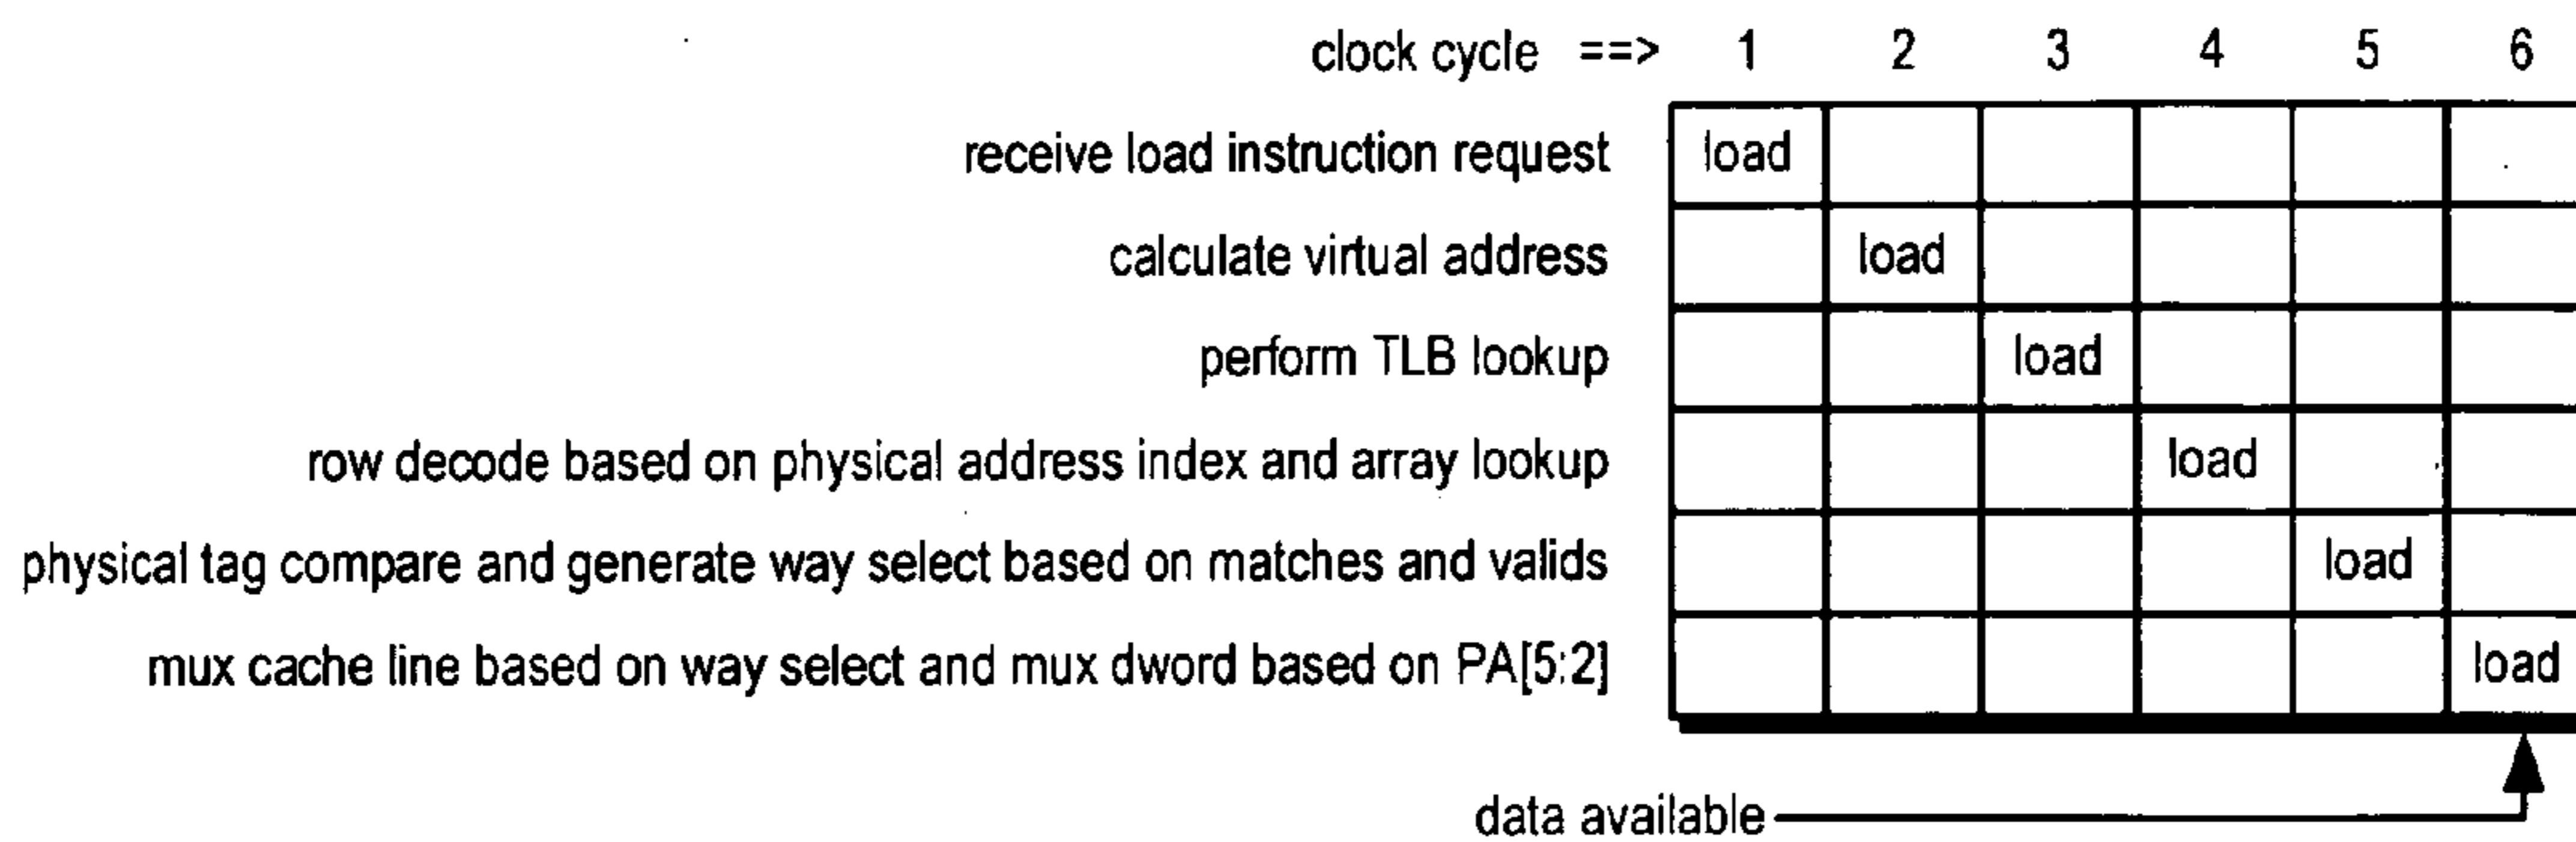 clock cycle ==> 1 2 3 4 5 6
receive load instruction request load
calculate virtual address load
perform TLB lookup load
row decode based on physical address index and array lookup load
physical tag compare and generate way select based on matches and valids load
mux cache line based on way select and mux dword based on PA[5:2] load
data available